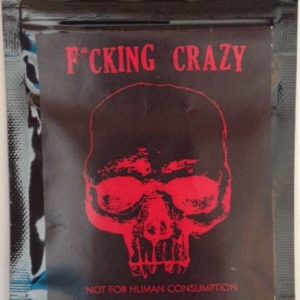 F*CKING CRAZY
NOT FOR HUMAN CONSUMPTION